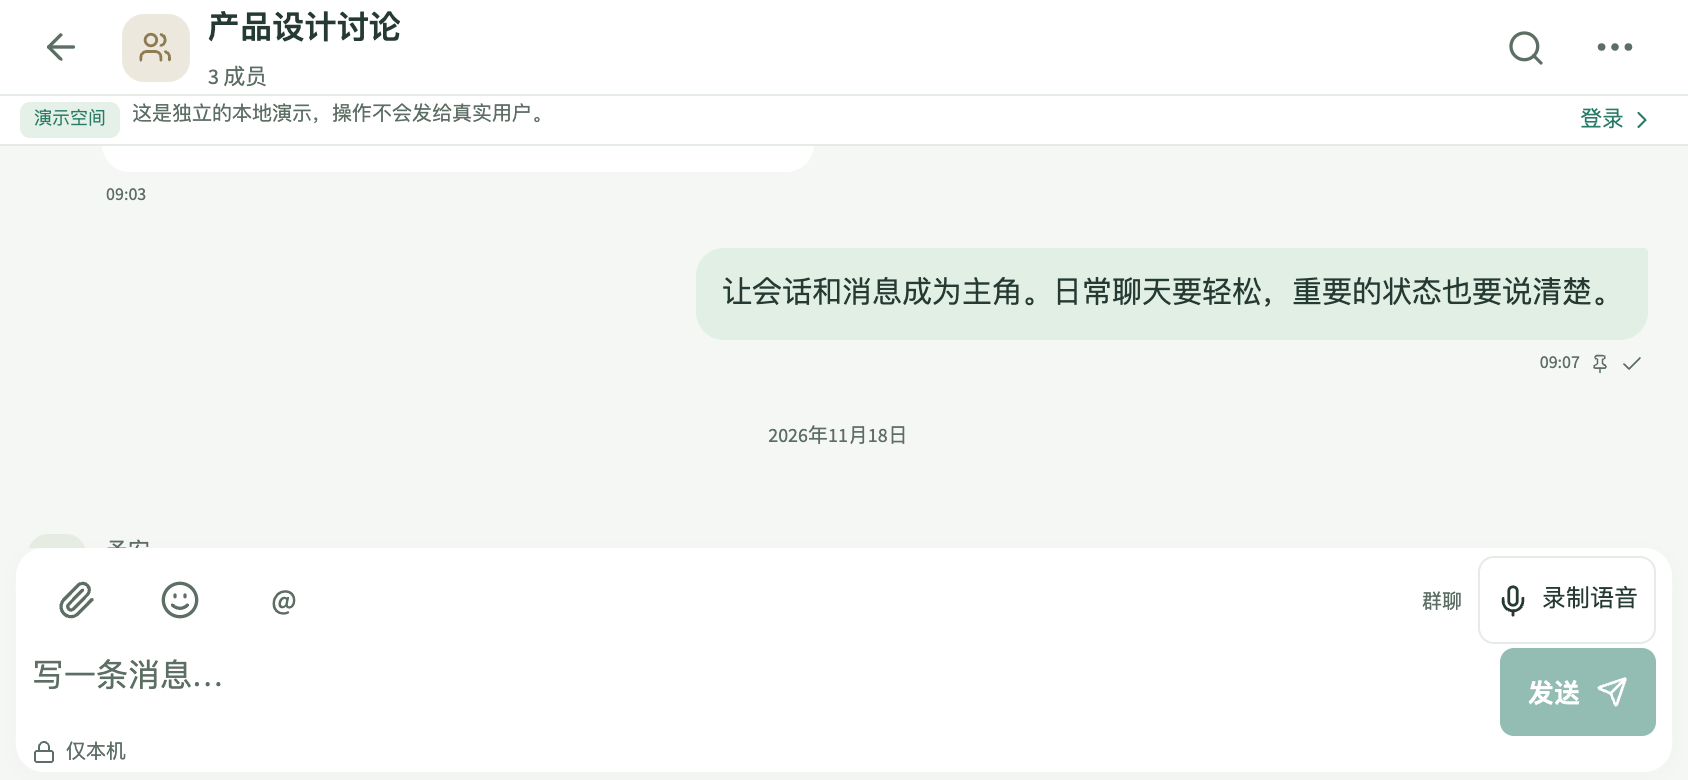 产品设计讨论
3 成员
演示空间 这是独立的本地演示，操作不会发给真实用户。 登录
09:03
让会话和消息成为主角。日常聊天要轻松，重要的状态也要说清楚。
09:07
2026年11月18日
@ 群聊 录制语音
写一条消息...
发送
仅本机